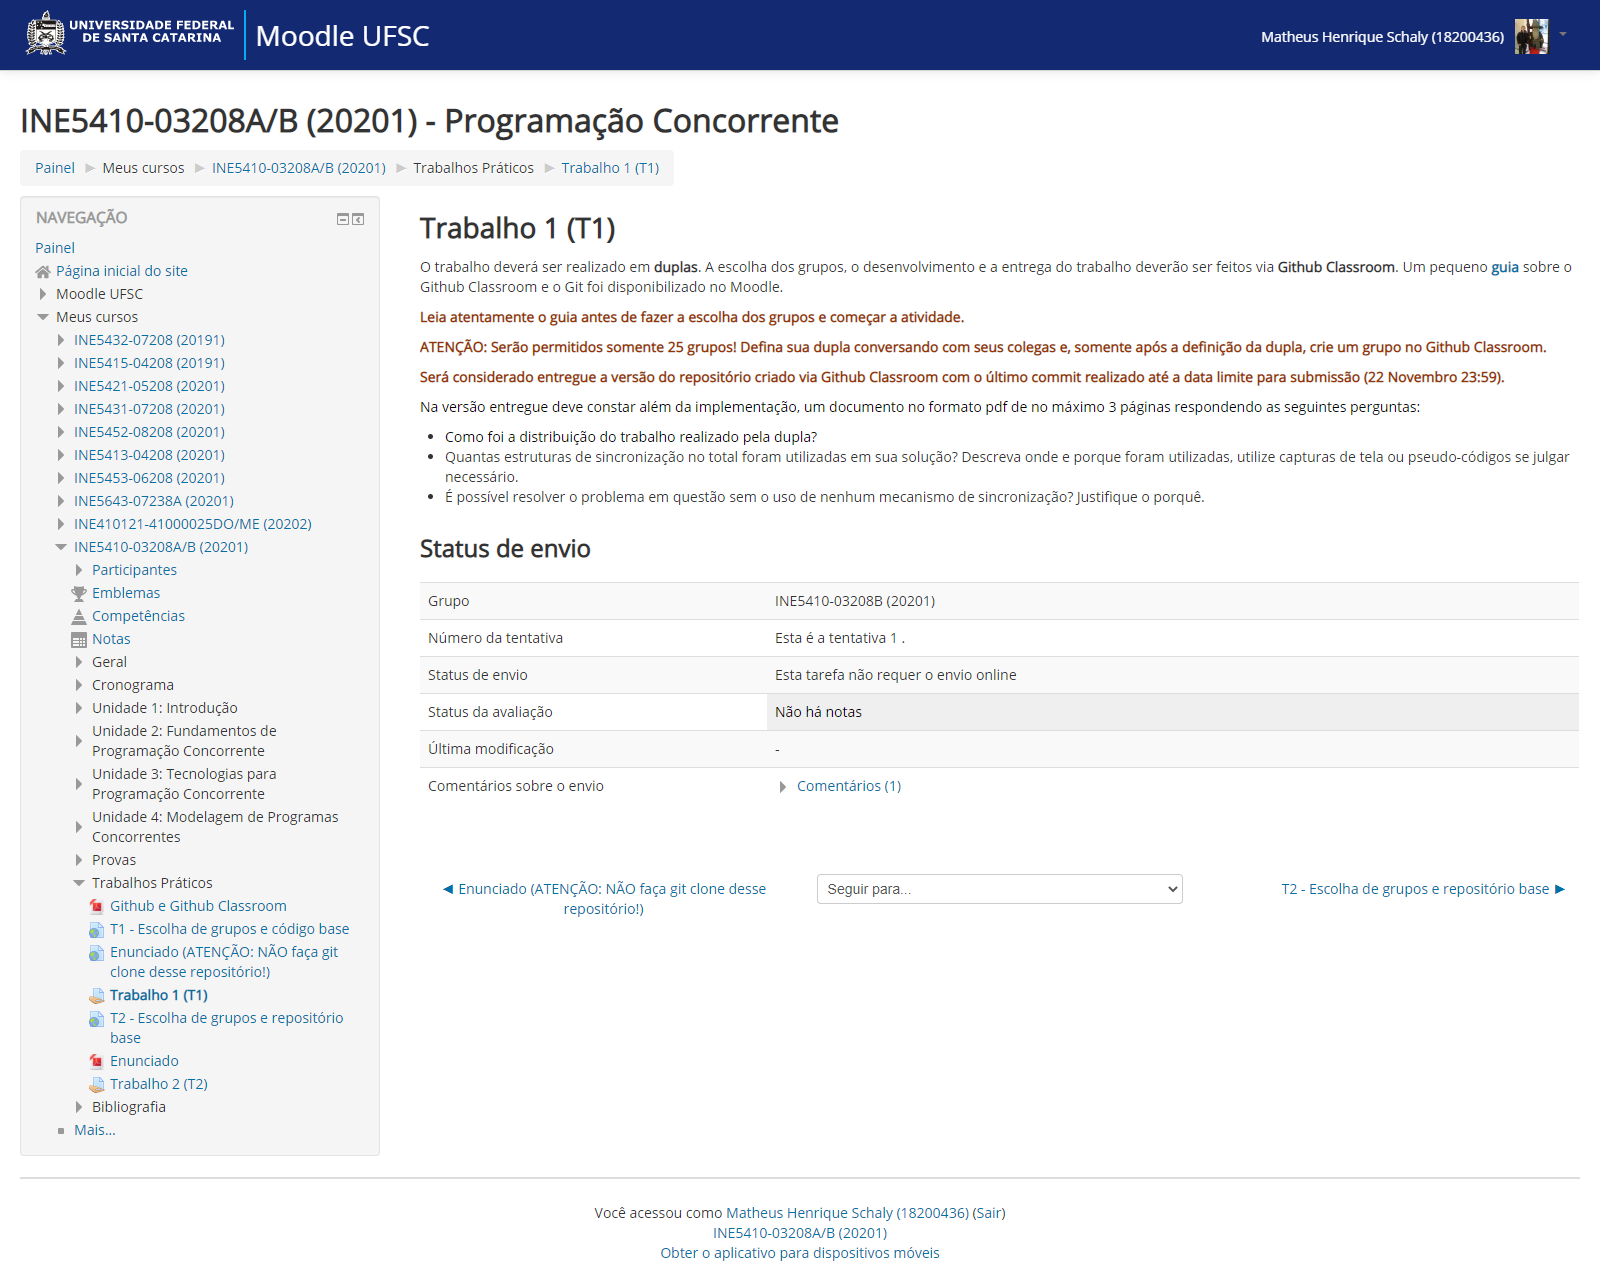 UNIVERSIDADE FEDERAL
DE SANTA CATARINA
Moodle UFSC
Matheus Henrique Schaly (18200436)
INE5410-03208A/B (20201) - Programação Concorrente
Painel ► Meus cursos ► INE5410-03208A/B (20201) ► Trabalhos Práticos ► Trabalho 1 (T1)
NAVEGAÇÃO
Painel
Página inicial do site
Moodle UFSC
Meus cursos
INE5432-07208 (20191)
INE5415-04208 (20191)
INE5421-05208 (20201)
INE5431-07208 (20201)
INE5452-08208 (20201)
INE5413-04208 (20201)
INE5453-06208 (20201)
INE5643-07238A (20201)
INE410121-41000025DO/ME (20202)
INE5410-03208A/B (20201)
Participantes
Emblemas
Competências
Notas
Geral
Cronograma
Unidade 1: Introdução
Unidade 2: Fundamentos de
Programação Concorrente
Unidade 3: Tecnologias para
Programação Concorrente
Unidade 4: Modelagem de Programas
Concorrentes
Provas
Trabalhos Práticos
Github e Github Classroom
T1 - Escolha de grupos e código base
Enunciado (ATENÇÃO: NÃO faça git
clone desse repositório!)
Trabalho 1 (T1)
T2 - Escolha de grupos e repositório
base
Enunciado
Trabalho 2 (T2)
Bibliografia
Mais...
Trabalho 1 (T1)
O trabalho deverá ser realizado em duplas. A escolha dos grupos, o desenvolvimento e a entrega do trabalho deverão ser feitos via Github Classroom. Um pequeno guia sobre o
Github Classroom e o Git foi disponibilizado no Moodle.
Leia atentamente o guia antes de fazer a escolha dos grupos e começar a atividade.
ATENÇÃO: Serão permitidos somente 25 grupos! Defina sua dupla conversando com seus colegas e, somente após a definição da dupla, crie um grupo no Github Classroom.
Será considerado entregue a versão do repositório criado via Github Classroom com o último commit realizado até a data limite para submissão (22 Novembro 23:59).
Na versão entregue deve constar além da implementação, um documento no formato pdf de no máximo 3 páginas respondendo as seguintes perguntas:
• Como foi a distribuição do trabalho realizado pela dupla?
• Quantas estruturas de sincronização no total foram utilizadas em sua solução? Descreva onde e porque foram utilizadas, utilize capturas de tela ou pseudo-códigos se julgar
necessário.
• É possível resolver o problema em questão sem o uso de nenhum mecanismo de sincronização? Justifique o porquê.
Status de envio
Grupo INE5410-03208B (20201)
Número da tentativa Esta é a tentativa 1 .
Status de envio Esta tarefa não requer o envio online
Status da avaliação Não há notas
Última modificação -
Comentários sobre o envio Comentários (1)
◄ Enunciado (ATENÇÃO: NÃO faça git clone desse
repositório!)
Seguir para...
T2 - Escolha de grupos e repositório base ►
Você acessou como Matheus Henrique Schaly (18200436) (Sair)
INE5410-03208A/B (20201)
Obter o aplicativo para dispositivos móveis